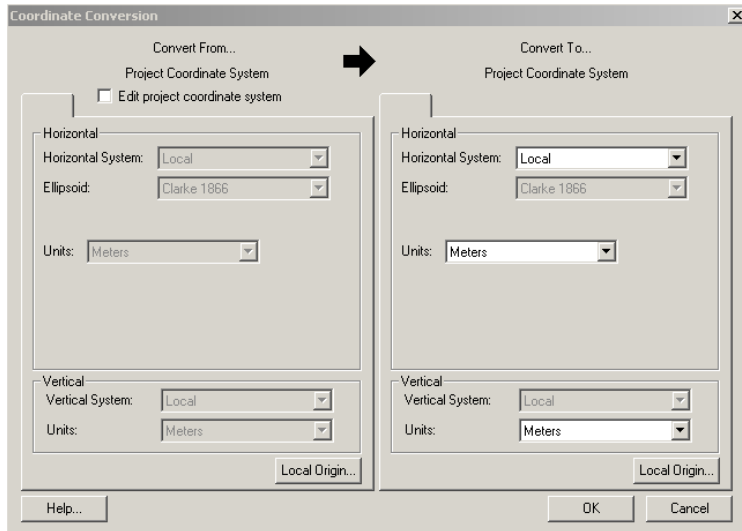 Coordinate Conversion
Convert From...
Project Coordinate System
Edit project coordinate system
Horizontal
Horizontal System: Local
Ellipsoid: Clarke 1866
Units: Meters
Vertical
Vertical System: Local
Units: Meters
Local Origin...
Convert To...
Project Coordinate System
Horizontal
Horizontal System: Local
Ellipsoid: Clarke 1866
Units: Meters
Vertical
Vertical System: Local
Units: Meters
Local Origin...
Help...
OK
Cancel